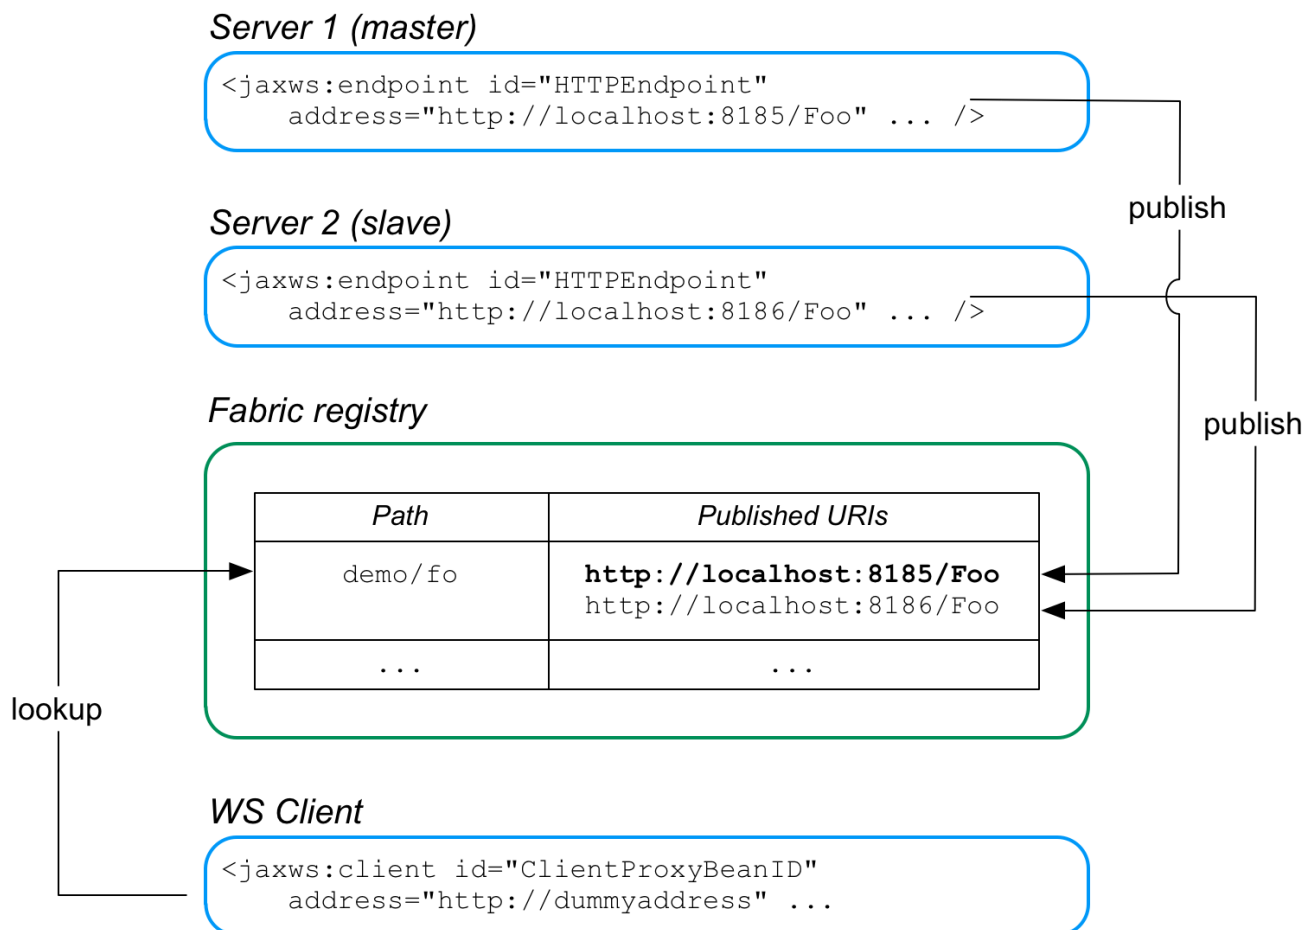 Server 1 (master)
<jaxws:endpoint id="HTTPEndpoint"
address="http://localhost:8185/Foo" ... />
publish
Server 2 (slave)
<jaxws:endpoint id="HTTPEndpoint"
address="http://localhost:8186/Foo" ... />
publish
Fabric registry
Path
Published URIs
demo/fo
http://localhost:8185/Foo
http://localhost:8186/Foo
...
...
lookup
WS Client
<jaxws:client id="ClientProxyBeanID"
address="http://dummyaddress" ...